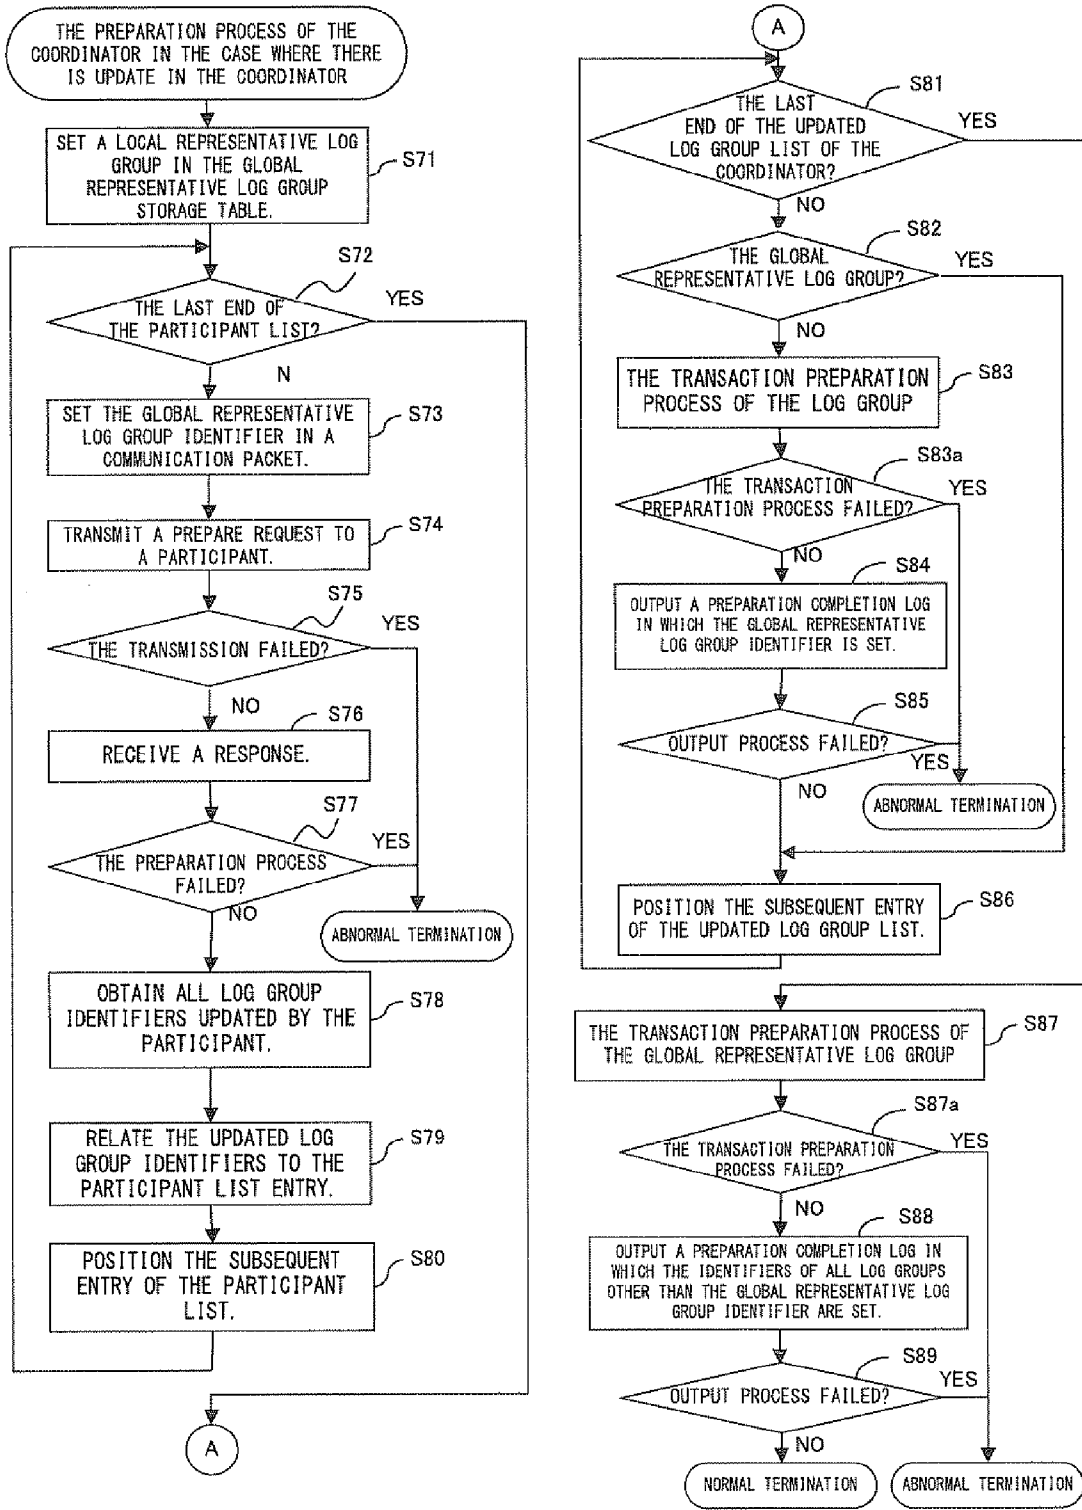 THE PREPARATION PROCESS OF THE
COORDINATOR IN THE CASE WHERE THERE
IS UPDATE IN THE COORDINATOR
SET A LOCAL REPRESENTATIVE LOG
GROUP IN THE GLOBAL
REPRESENTATIVE LOG GROUP
STORAGE TABLE.
S71
S72
THE LAST END OF
THE PARTICIPANT LIST?
YES
N
SET THE GLOBAL REPRESENTATIVE
LOG GROUP IDENTIFIER IN A
COMMUNICATION PACKET.
S73
TRANSMIT A PREPARE REQUEST TO
A PARTICIPANT.
S74
S75
THE TRANSMISSION FAILED?
YES
NO
S76
RECEIVE A RESPONSE.
S77
THE PREPARATION PROCESS
FAILED?
YES
NO
ABNORMAL TERMINATION
OBTAIN ALL LOG GROUP
IDENTIFIERS UPDATED BY THE
PARTICIPANT.
S78
RELATE THE UPDATED LOG
GROUP IDENTIFIERS TO THE
PARTICIPANT LIST ENTRY.
S79
POSITION THE SUBSEQUENT
ENTRY OF THE PARTICIPANT
LIST.
S80
A
A
S81
THE LAST
END OF THE UPDATED
LOG GROUP LIST OF THE
COORDINATOR?
YES
NO
S82
THE GLOBAL
REPRESENTATIVE LOG GROUP?
YES
NO
THE TRANSACTION PREPARATION
PROCESS OF THE LOG GROUP
S83
S83a
THE TRANSACTION
PREPARATION PROCESS FAILED?
YES
NO
S84
OUTPUT A PREPARATION COMPLETION LOG
IN WHICH THE GLOBAL REPRESENTATIVE
LOG GROUP IDENTIFIER IS SET.
S85
OUTPUT PROCESS FAILED?
YES
NO
ABNORMAL TERMINATION
POSITION THE SUBSEQUENT ENTRY
OF THE UPDATED LOG GROUP LIST.
S86
THE TRANSACTION PREPARATION PROCESS OF
THE GLOBAL REPRESENTATIVE LOG GROUP
S87
S87a
THE TRANSACTION PREPARATION
PROCESS FAILED?
YES
NO
S88
OUTPUT A PREPARATION COMPLETION LOG IN
WHICH THE IDENTIFIERS OF ALL LOG GROUPS
OTHER THAN THE GLOBAL REPRESENTATIVE LOG
GROUP IDENTIFIER ARE SET.
S89
OUTPUT PROCESS FAILED?
YES
NO
NORMAL TERMINATION
ABNORMAL TERMINATION